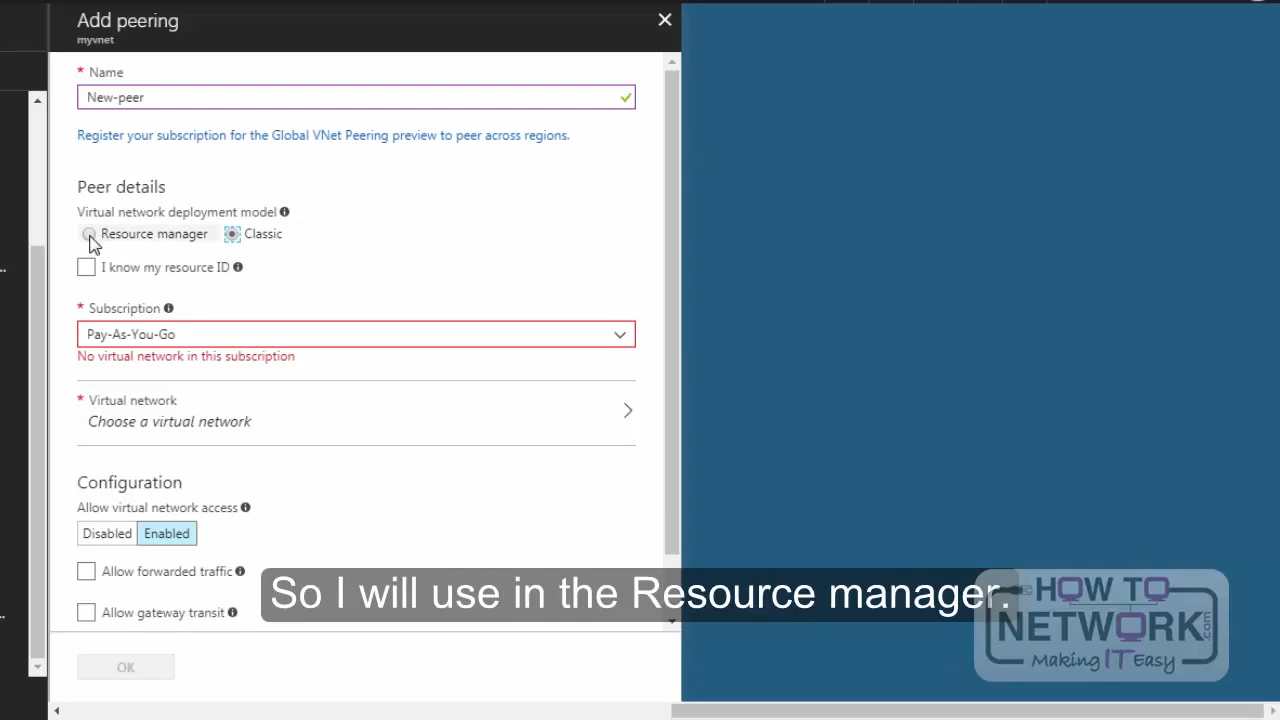 Add peering
myvnet
* Name
New-peer
Register your subscription for the Global VNet Peering preview to peer across regions.
Peer details
Virtual network deployment model
Resource manager Classic
I know my resource ID
* Subscription
Pay-As-You-Go
No virtual network in this subscription
* Virtual network
Choose a virtual network
Configuration
Allow virtual network access
Disabled Enabled
Allow forwarded traffic
Allow gateway transit
So I will use in the Resource manager.
OK
HOW TO
NETWORK.com
Making IT Easy